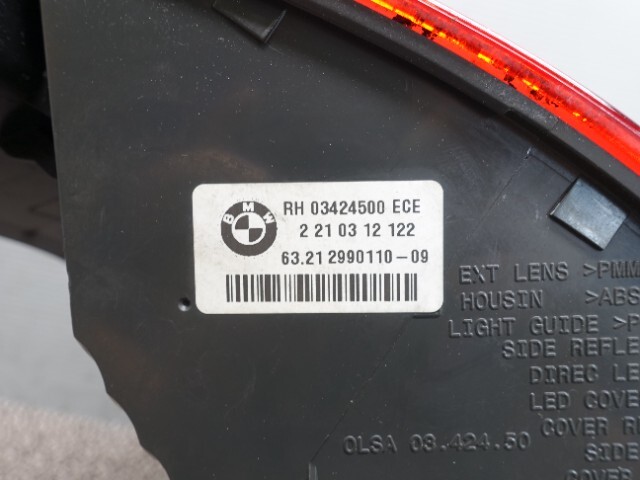 BMW
RH 03424500 ECE
2 21 03 12 122
63.21 2990110-09
EXT LENS >PMM
HOUSIN >ABS
LIGHT GUIDE >P
SIDE REFLE
DIREC LE
LED COVE
COVER R
OLSA 03.424.50
SIDE
COV